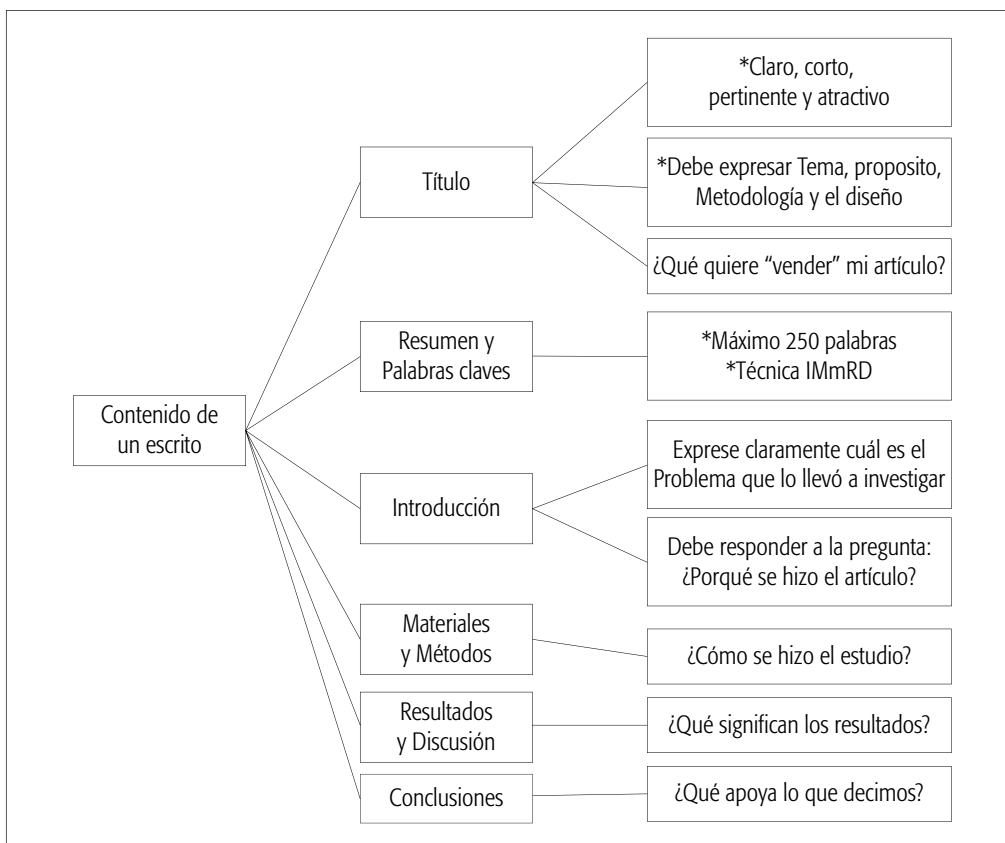 *Claro, corto,
pertinente y atractivo
Título
*Debe expresar Tema, proposito,
Metodología y el diseño
¿Qué quiere “vender” mi artículo?
Resumen y
Palabras claves
*Máximo 250 palabras
*Técnica IMmRD
Contenido de
un escrito
Introducción
Exprese claramente cuál es el
Problema que lo llevó a investigar
Debe responder a la pregunta:
¿Porqué se hizo el artículo?
Materiales
y Métodos
¿Cómo se hizo el estudio?
Resultados
y Discusión
¿Qué significan los resultados?
Conclusiones
¿Qué apoya lo que decimos?